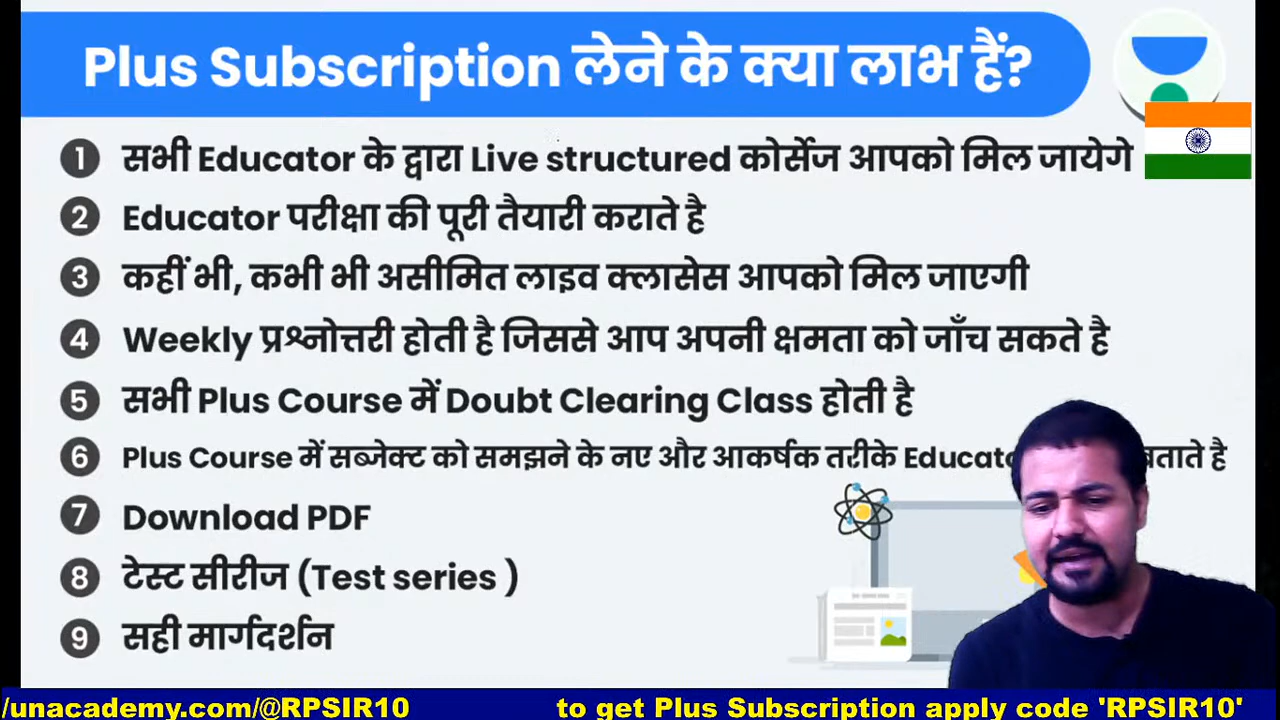 Plus Subscription लेने के क्या लाभ हैं?
1 सभी Educator के द्वारा Live structured कोर्सेज आपको मिल जायेगे
2 Educator परीक्षा की पूरी तैयारी कराते है
3 कहीं भी, कभी भी असीमित लाइव क्लासेस आपको मिल जाएगी
4 Weekly प्रश्नोत्तरी होती है जिससे आप अपनी क्षमता को जाँच सकते है
5 सभी Plus Course में Doubt Clearing Class होती है
6 Plus Course में सब्जेक्ट को समझने के नए और आकर्षक तरीके बताते है
7 Download PDF
8 टेस्ट सीरीज (Test series )
9 सही मार्गदर्शन
/unacademy.com/@RPSIR10 to get Plus Subscription apply code 'RPSIR10'